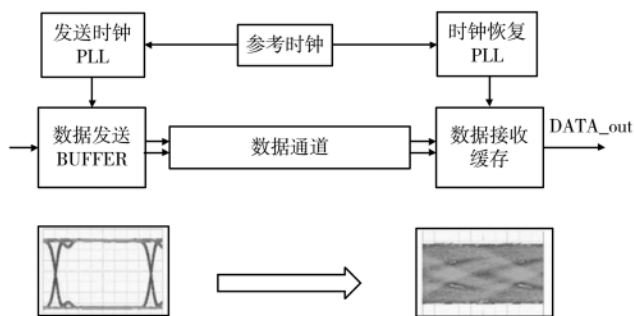 发送时钟
PLL
参考时钟
时钟恢复
PLL
数据发送
BUFFER
数据通道
数据接收
缓存
DATA_out